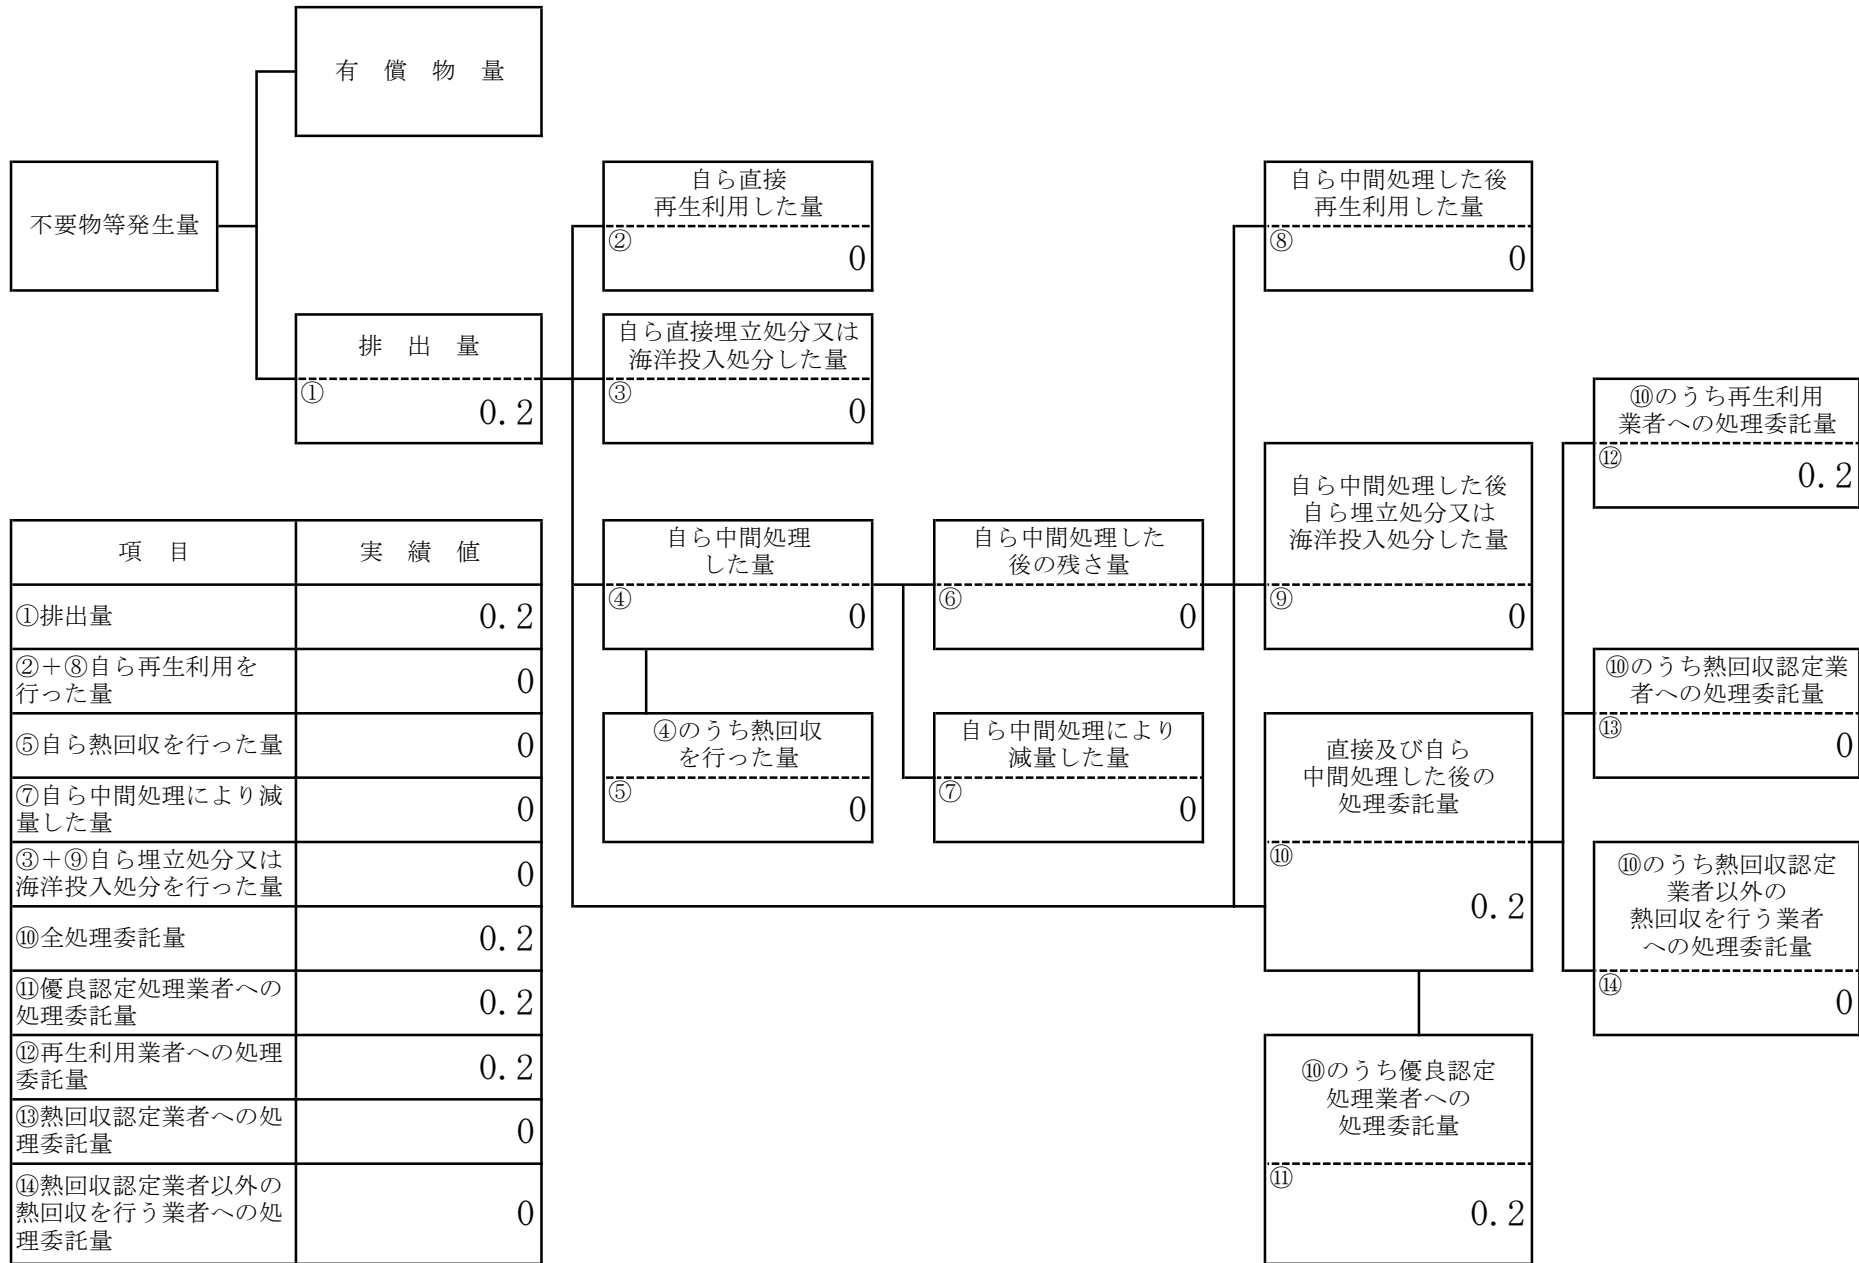 有 償 物 量
不要物等発生量
排 出 量
①
0.2
自ら直接
再生利用した量
②
0
自ら直接埋立処分又は
海洋投入処分した量
③
0
自ら中間処理
した量
④
0
④のうち熱回収
を行った量
⑤
0
自ら中間処理した
後の残さ量
⑥
0
自ら中間処理により
減量した量
⑦
0
自ら中間処理した後
再生利用した量
⑧
0
自ら中間処理した後
自ら埋立処分又は
海洋投入処分した量
⑨
0
直接及び自ら
中間処理した後の
処理委託量
⑩
0.2
⑩のうち優良認定
処理業者への
処理委託量
⑪
0.2
⑩のうち再生利用
業者への処理委託量
⑫
0.2
⑩のうち熱回収認定業
者への処理委託量
⑬
0
⑩のうち熱回収認定
業者以外の
熱回収を行う業者
への処理委託量
⑭
0
項 目 実 績 値
①排出量 0.2
②+⑧自ら再生利用を
行った量 0
⑤自ら熱回収を行った量 0
⑦自ら中間処理により減
量した量 0
③+⑨自ら埋立処分又は
海洋投入処分を行った量 0
⑩全処理委託量 0.2
⑪優良認定処理業者への
処理委託量 0.2
⑫再生利用業者への処理
委託量 0.2
⑬熱回収認定業者への処
理委託量 0
⑭熱回収認定業者以外の
熱回収を行う業者への処
理委託量 0